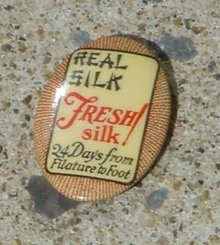 REAL
SILK
FRESH!
silk!
24 Days from
Filature to Foot